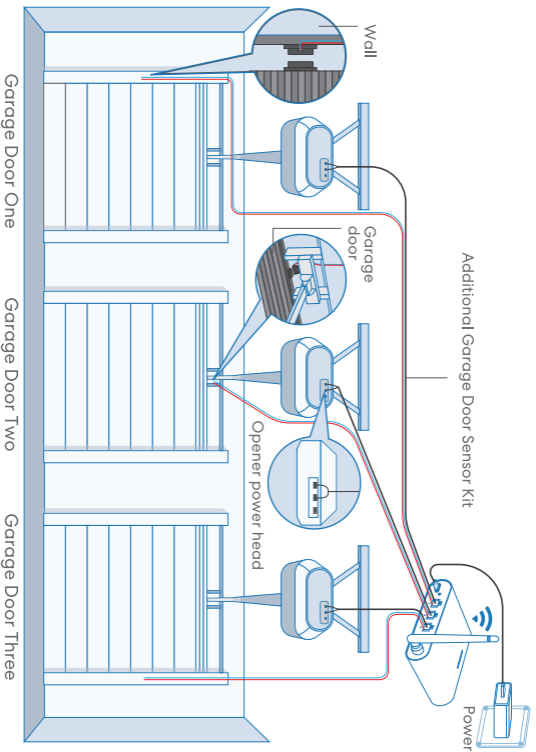 Additional Garage Door Sensor Kit
Power
Wall
Garage
door
Opener power head
Garage Door One
Garage Door Two
Garage Door Three